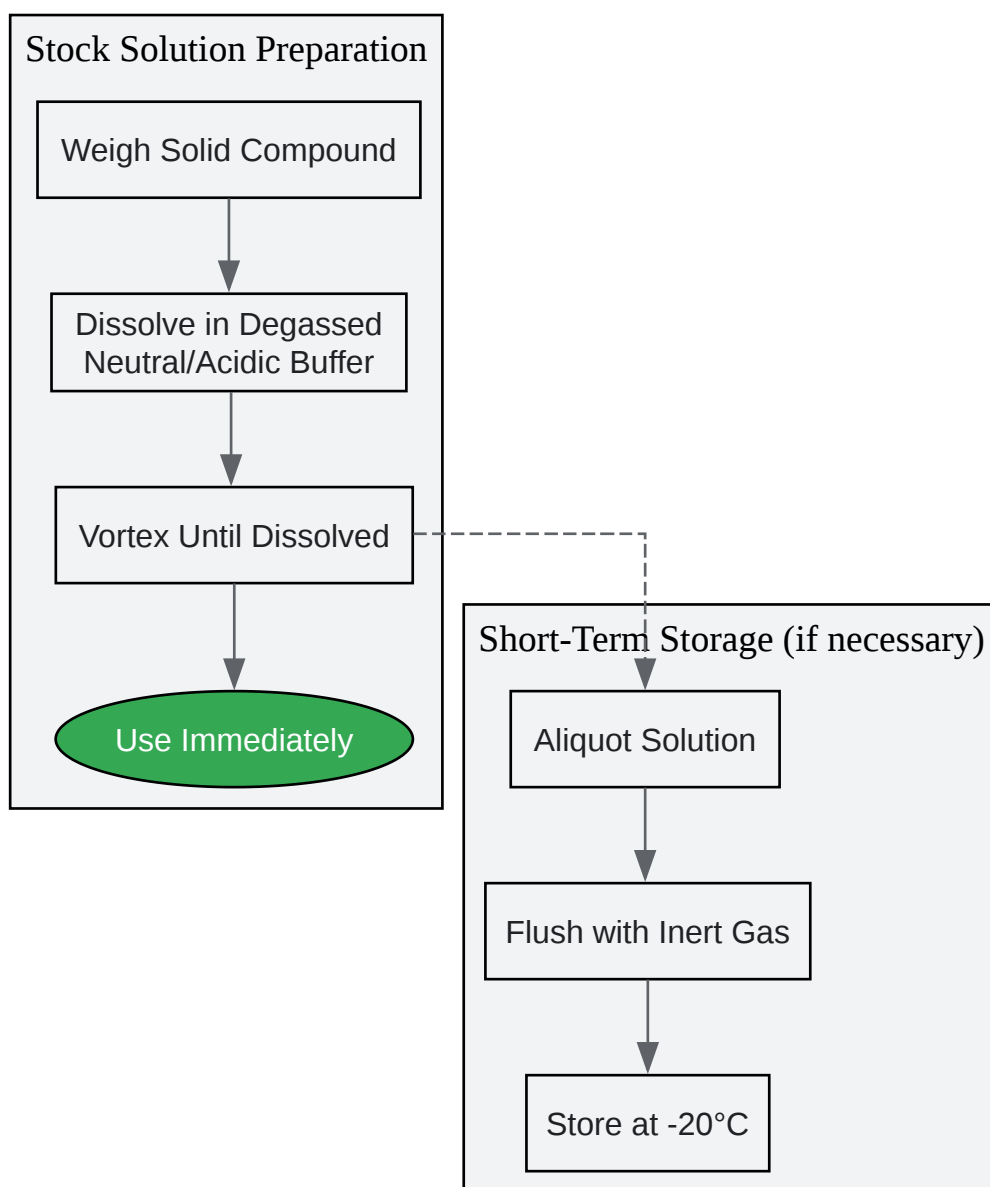 Stock Solution Preparation
Weigh Solid Compound
Dissolve in Degassed
Neutral/Acidic Buffer
Vortex Until Dissolved
Use Immediately
Short-Term Storage (if necessary)
Aliquot Solution
Flush with Inert Gas
Store at -20°C